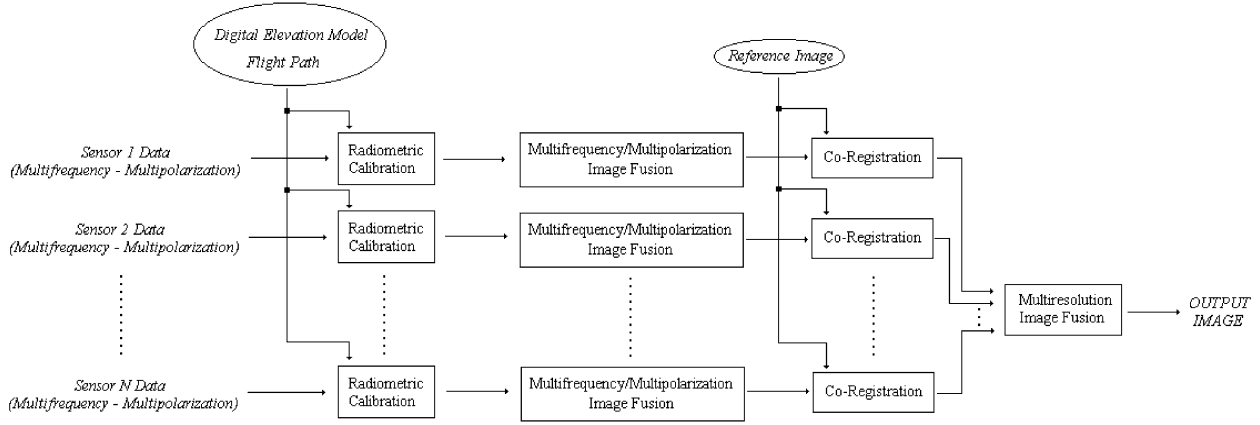 Digital Elevation Model
Flight Path
Reference Image
Sensor 1 Data
(Multifrequency - Multipolarization)
Radiometric
Calibration
Multifrequency/Multipolarization
Image Fusion
Co-Registration
Sensor 2 Data
(Multifrequency - Multipolarization)
Radiometric
Calibration
Multifrequency/Multipolarization
Image Fusion
Co-Registration
Multiresolution
Image Fusion
OUTPUT
IMAGE
Sensor N Data
(Multifrequency - Multipolarization)
Radiometric
Calibration
Multifrequency/Multipolarization
Image Fusion
Co-Registration